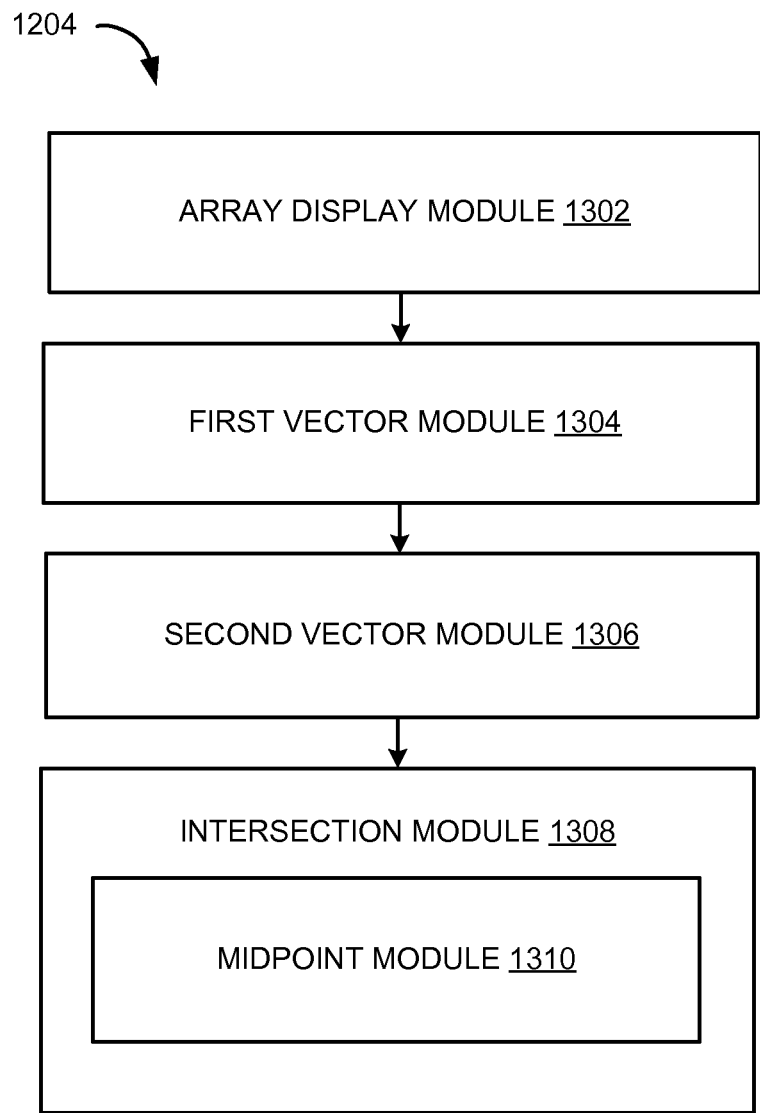 1204
ARRAY DISPLAY MODULE 1302
FIRST VECTOR MODULE 1304
SECOND VECTOR MODULE 1306
INTERSECTION MODULE 1308
MIDPOINT MODULE 1310